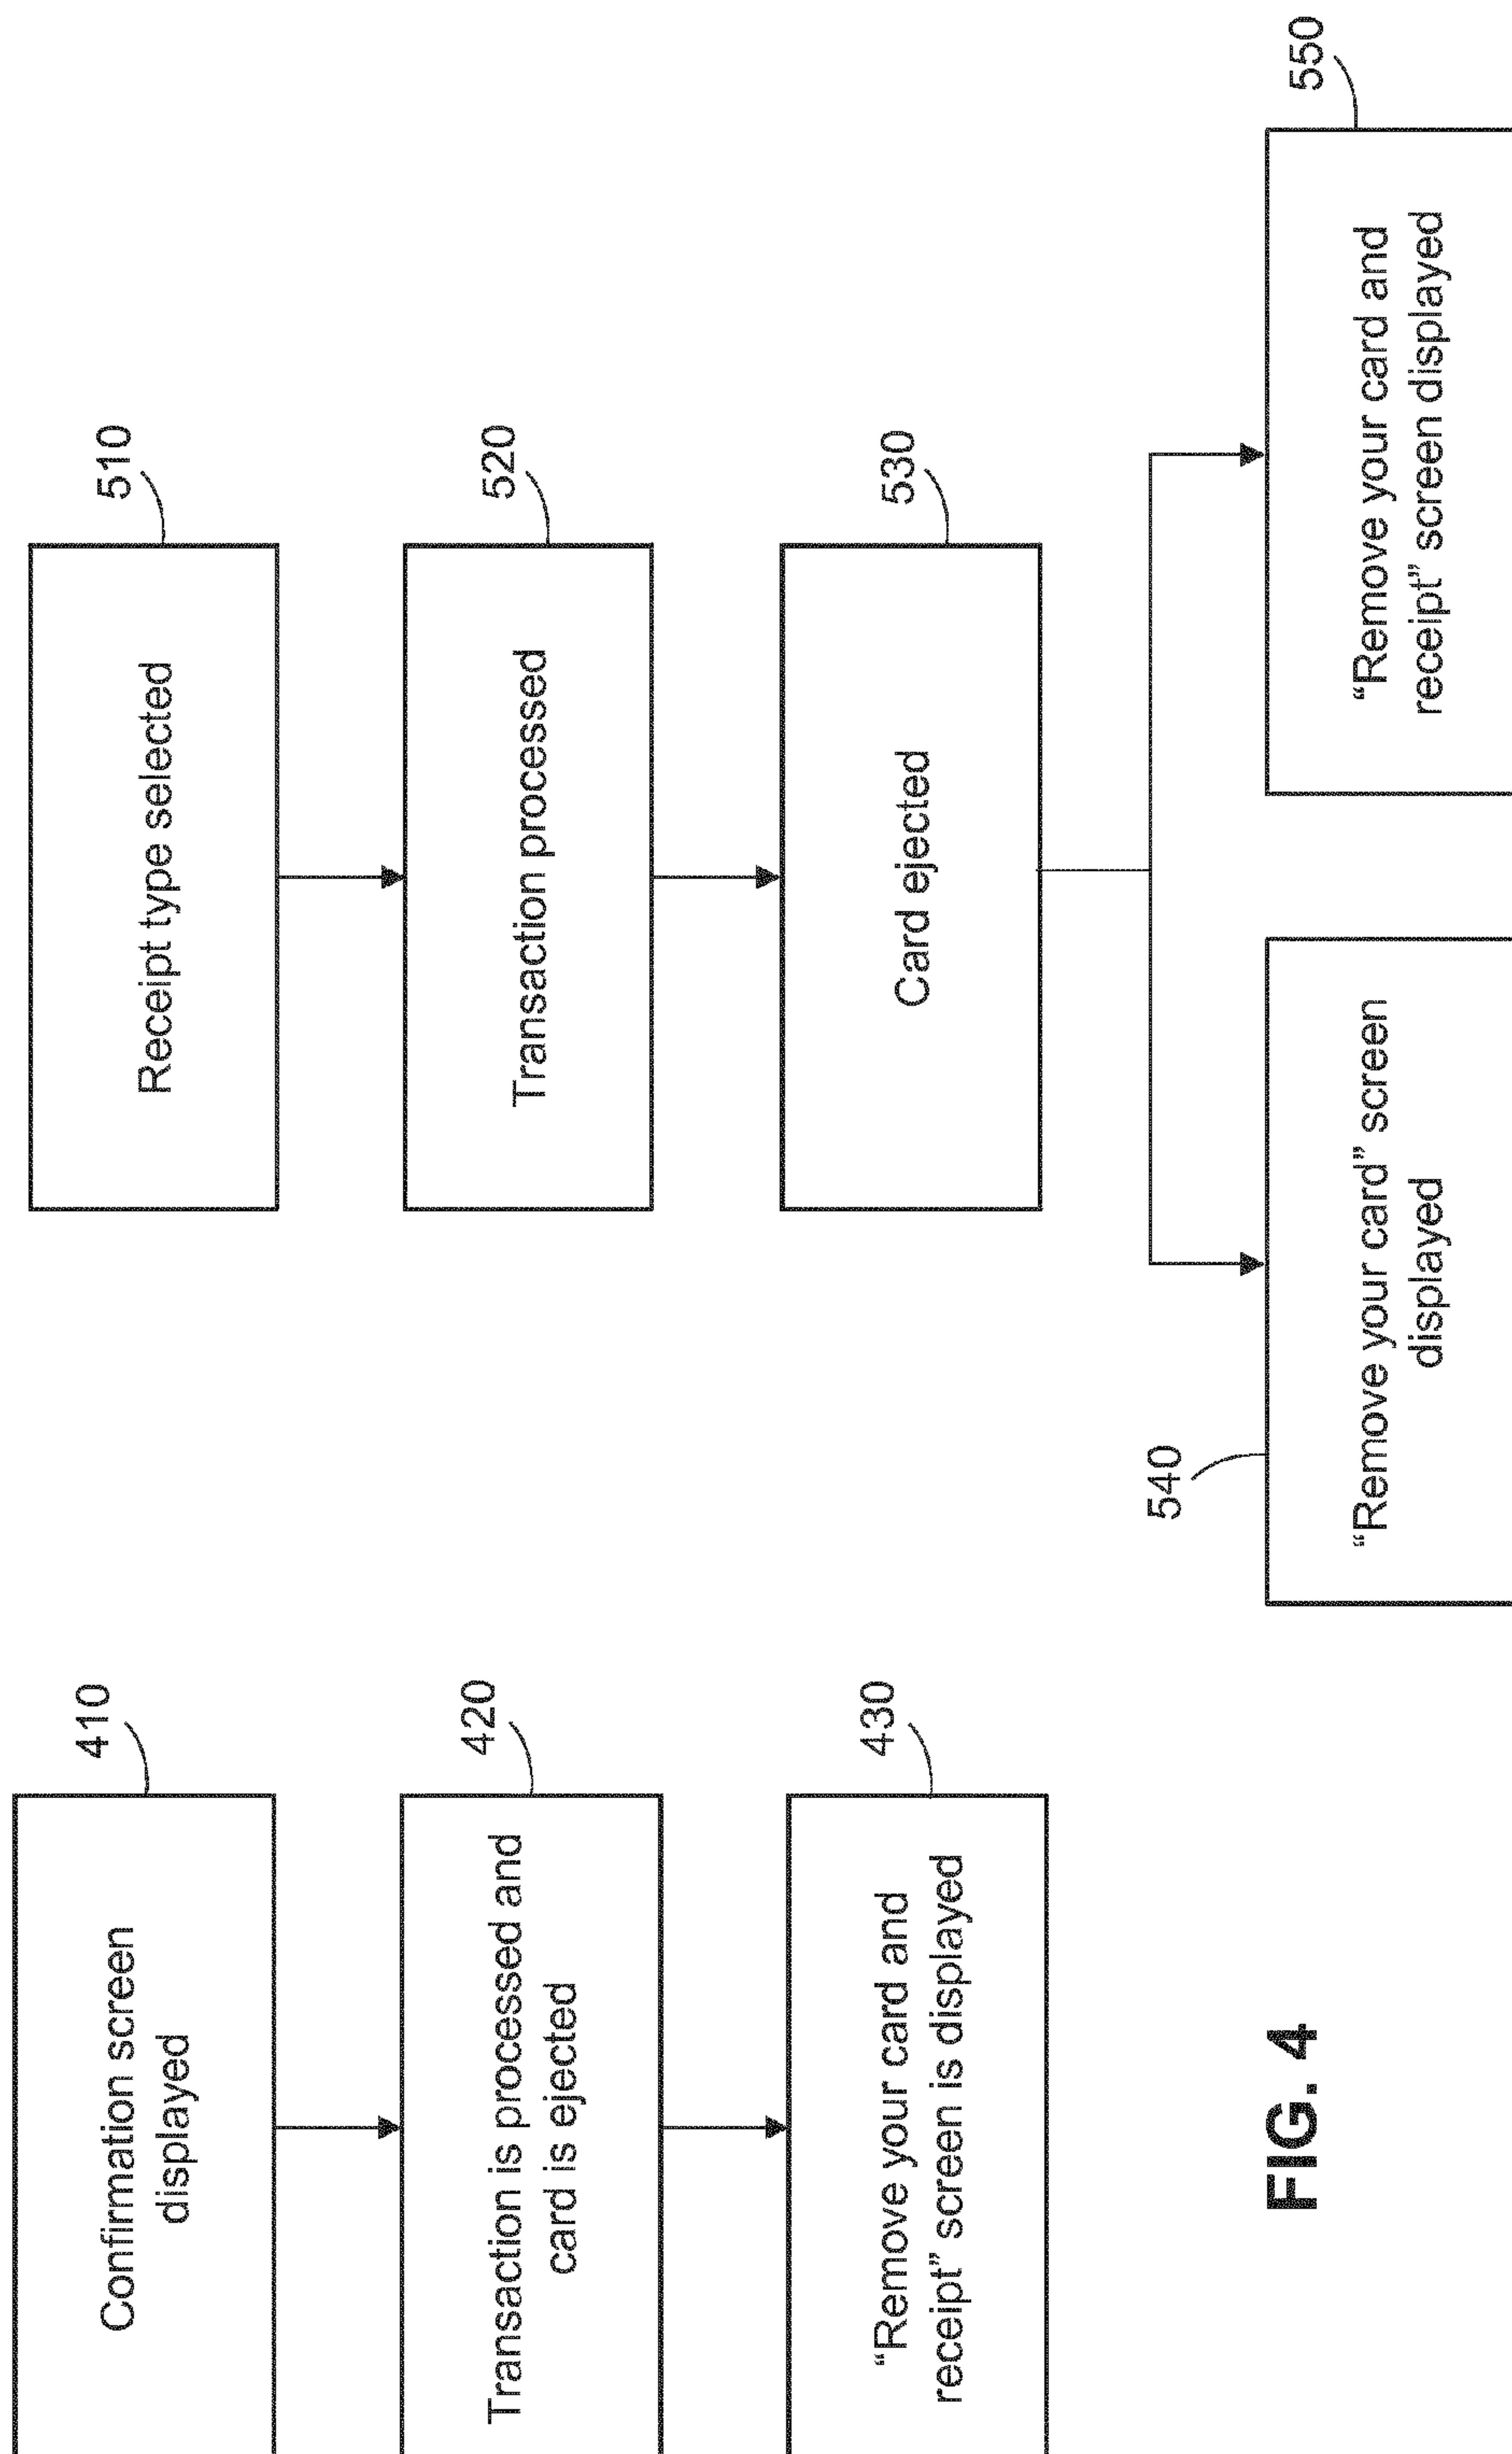 410
Confirmation screen
displayed
420
Transaction is processed and
card is ejected
430
“Remove your card and
receipt” screen is displayed
FIG. 4
510
Receipt type selected
520
Transaction processed
530
Card ejected
540
“Remove your card” screen
displayed
550
“Remove your card and
receipt” screen displayed